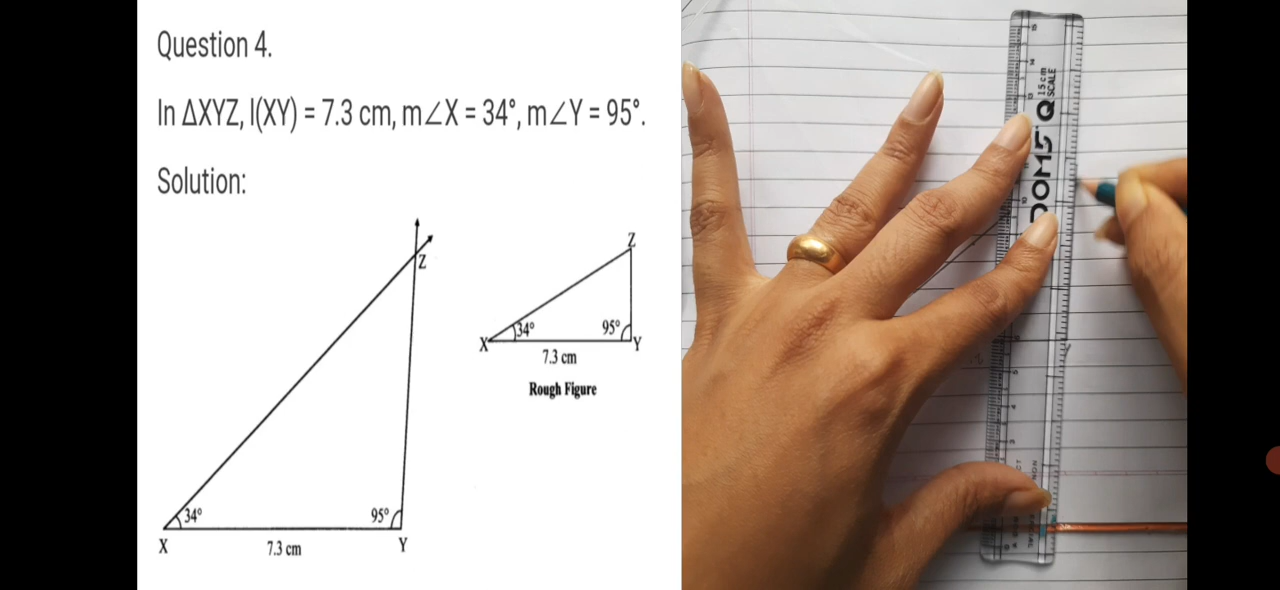 Question 4.
In ΔXYZ, l(XY) = 7.3 cm, m∠X = 34°, m∠Y = 95°.
Solution:
Z
34°
95°
X
7.3 cm
Y
Z
34°
95°
X
Y
7.3 cm
Rough Figure
DOMS
15 cm
SCALE